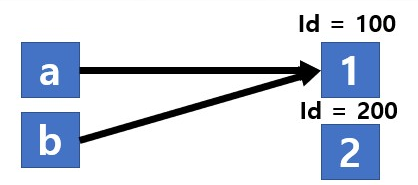 Id = 100
a
1
Id = 200
b
2